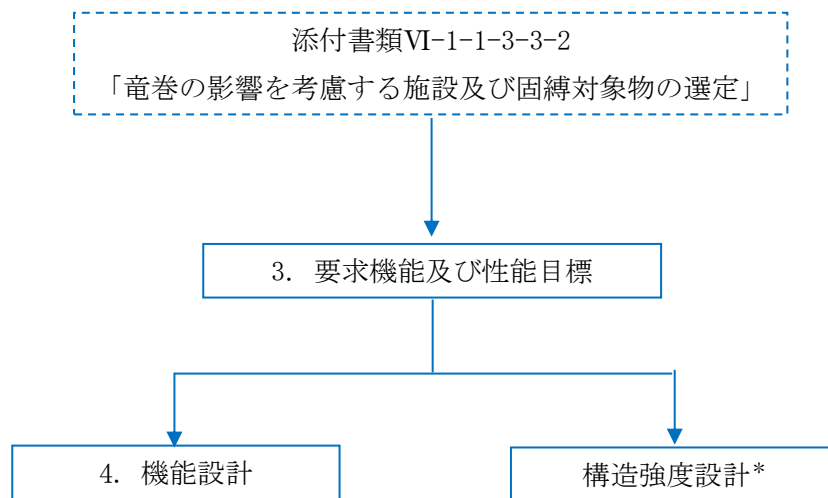 添付書類Ⅵ-1-1-3-3-2
「竜巻の影響を考慮する施設及び固縛対象物の選定」
3. 要求機能及び性能目標
4. 機能設計
構造強度設計*